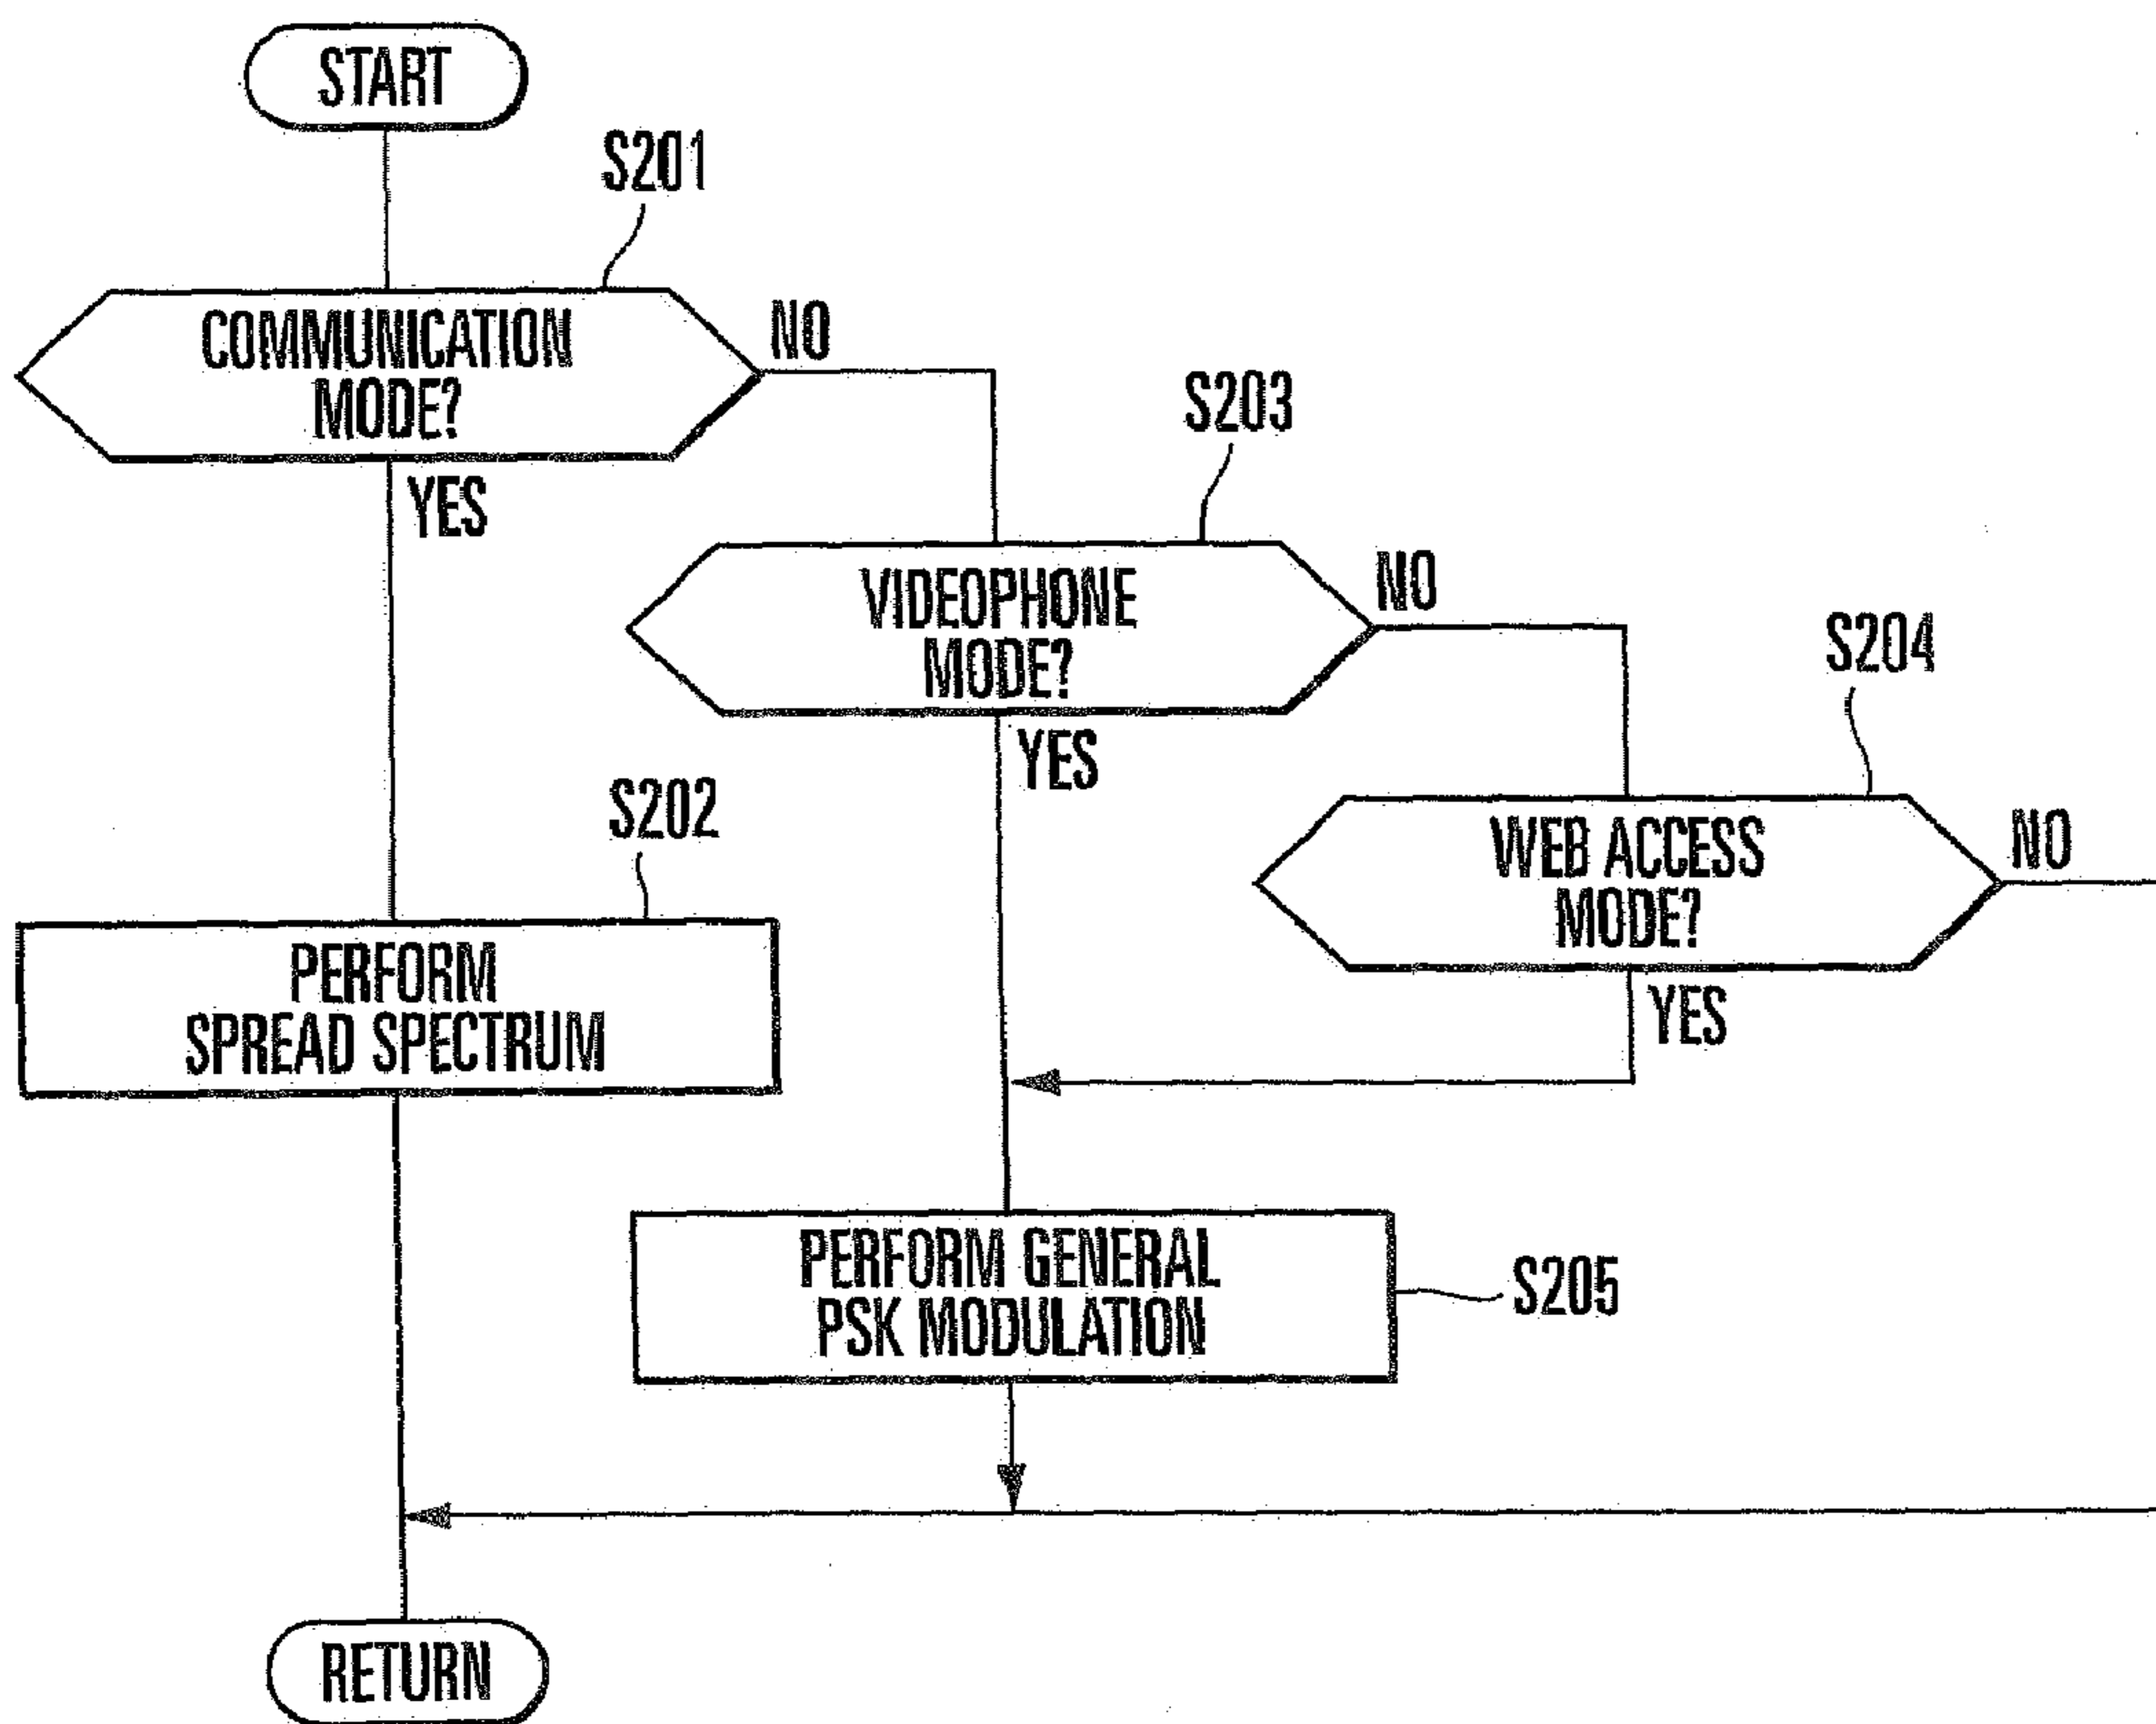 START
S201
COMMUNICATION
MODE?
NO
YES
S203
VIDEOPHONE
MODE?
NO
YES
S204
WEB ACCESS
MODE?
NO
YES
S202
PERFORM
SPREAD SPECTRUM
PERFORM GENERAL
PSK MODULATION
S205
RETURN